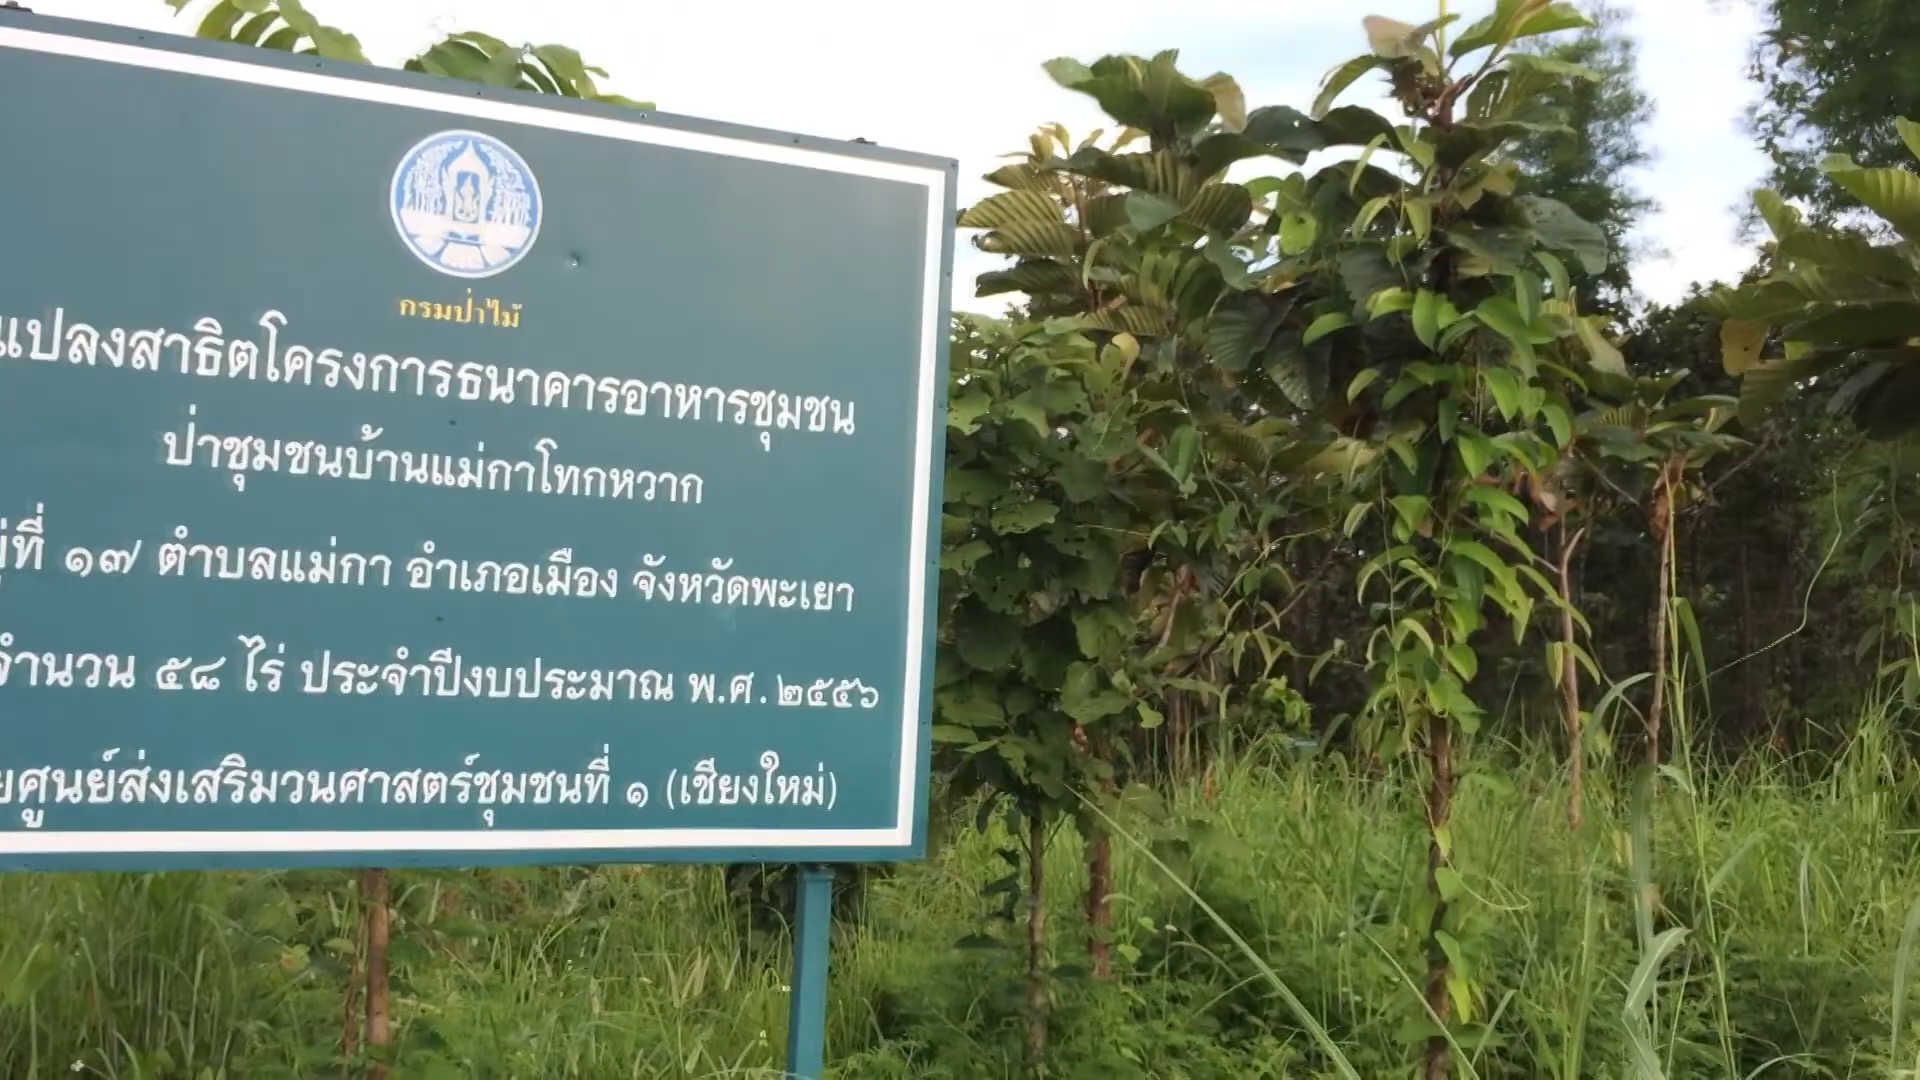 กรมป่าไม้
แปลงสาธิตโครงการธนาคารอาหารชุมชน
ป่าชุมชนบ้านแม่กาโทกหวาก
ที่ ๑๗ ตำบลแม่กา อำเภอเมือง จังหวัดพะเยา
จำนวน ๕๘ ไร่ ประจำปีงบประมาณ พ.ศ. ๒๕๕๖
ศูนย์ส่งเสริมวนศาสตร์ชุมชนที่ ๑ (เชียงใหม่)